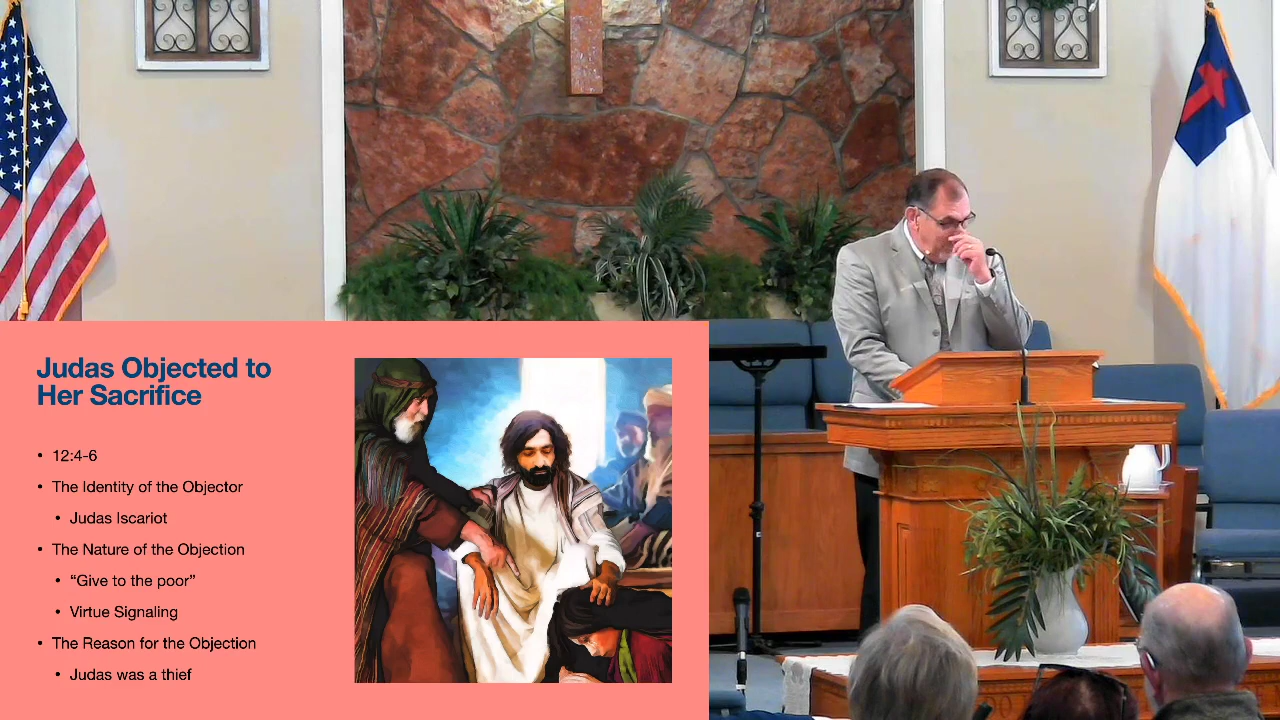 Judas Objected to
Her Sacrifice
• 12:4-6
• The Identity of the Objector
• Judas Iscariot
• The Nature of the Objection
• “Give to the poor”
• Virtue Signaling
• The Reason for the Objection
• Judas was a thief